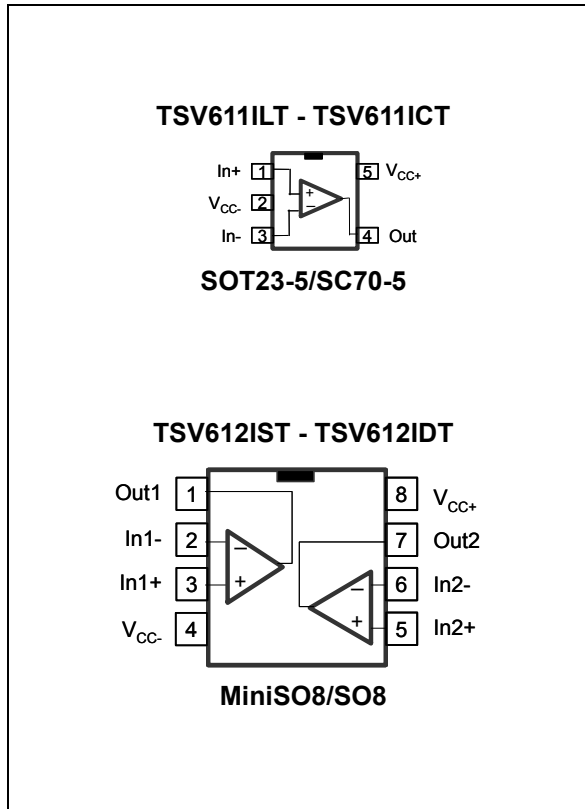 TSV611ILT - TSV611ICT
In+ 1 5 VCC+
+
VCC- 2
−
In- 3 4 Out
SOT23-5/SC70-5
TSV612IST - TSV612IDT
Out1 1 8 VCC+
In1- 2 − 7 Out2
In1+ 3 + − 6 In2-
VCC- 4 + 5 In2+
MiniSO8/SO8